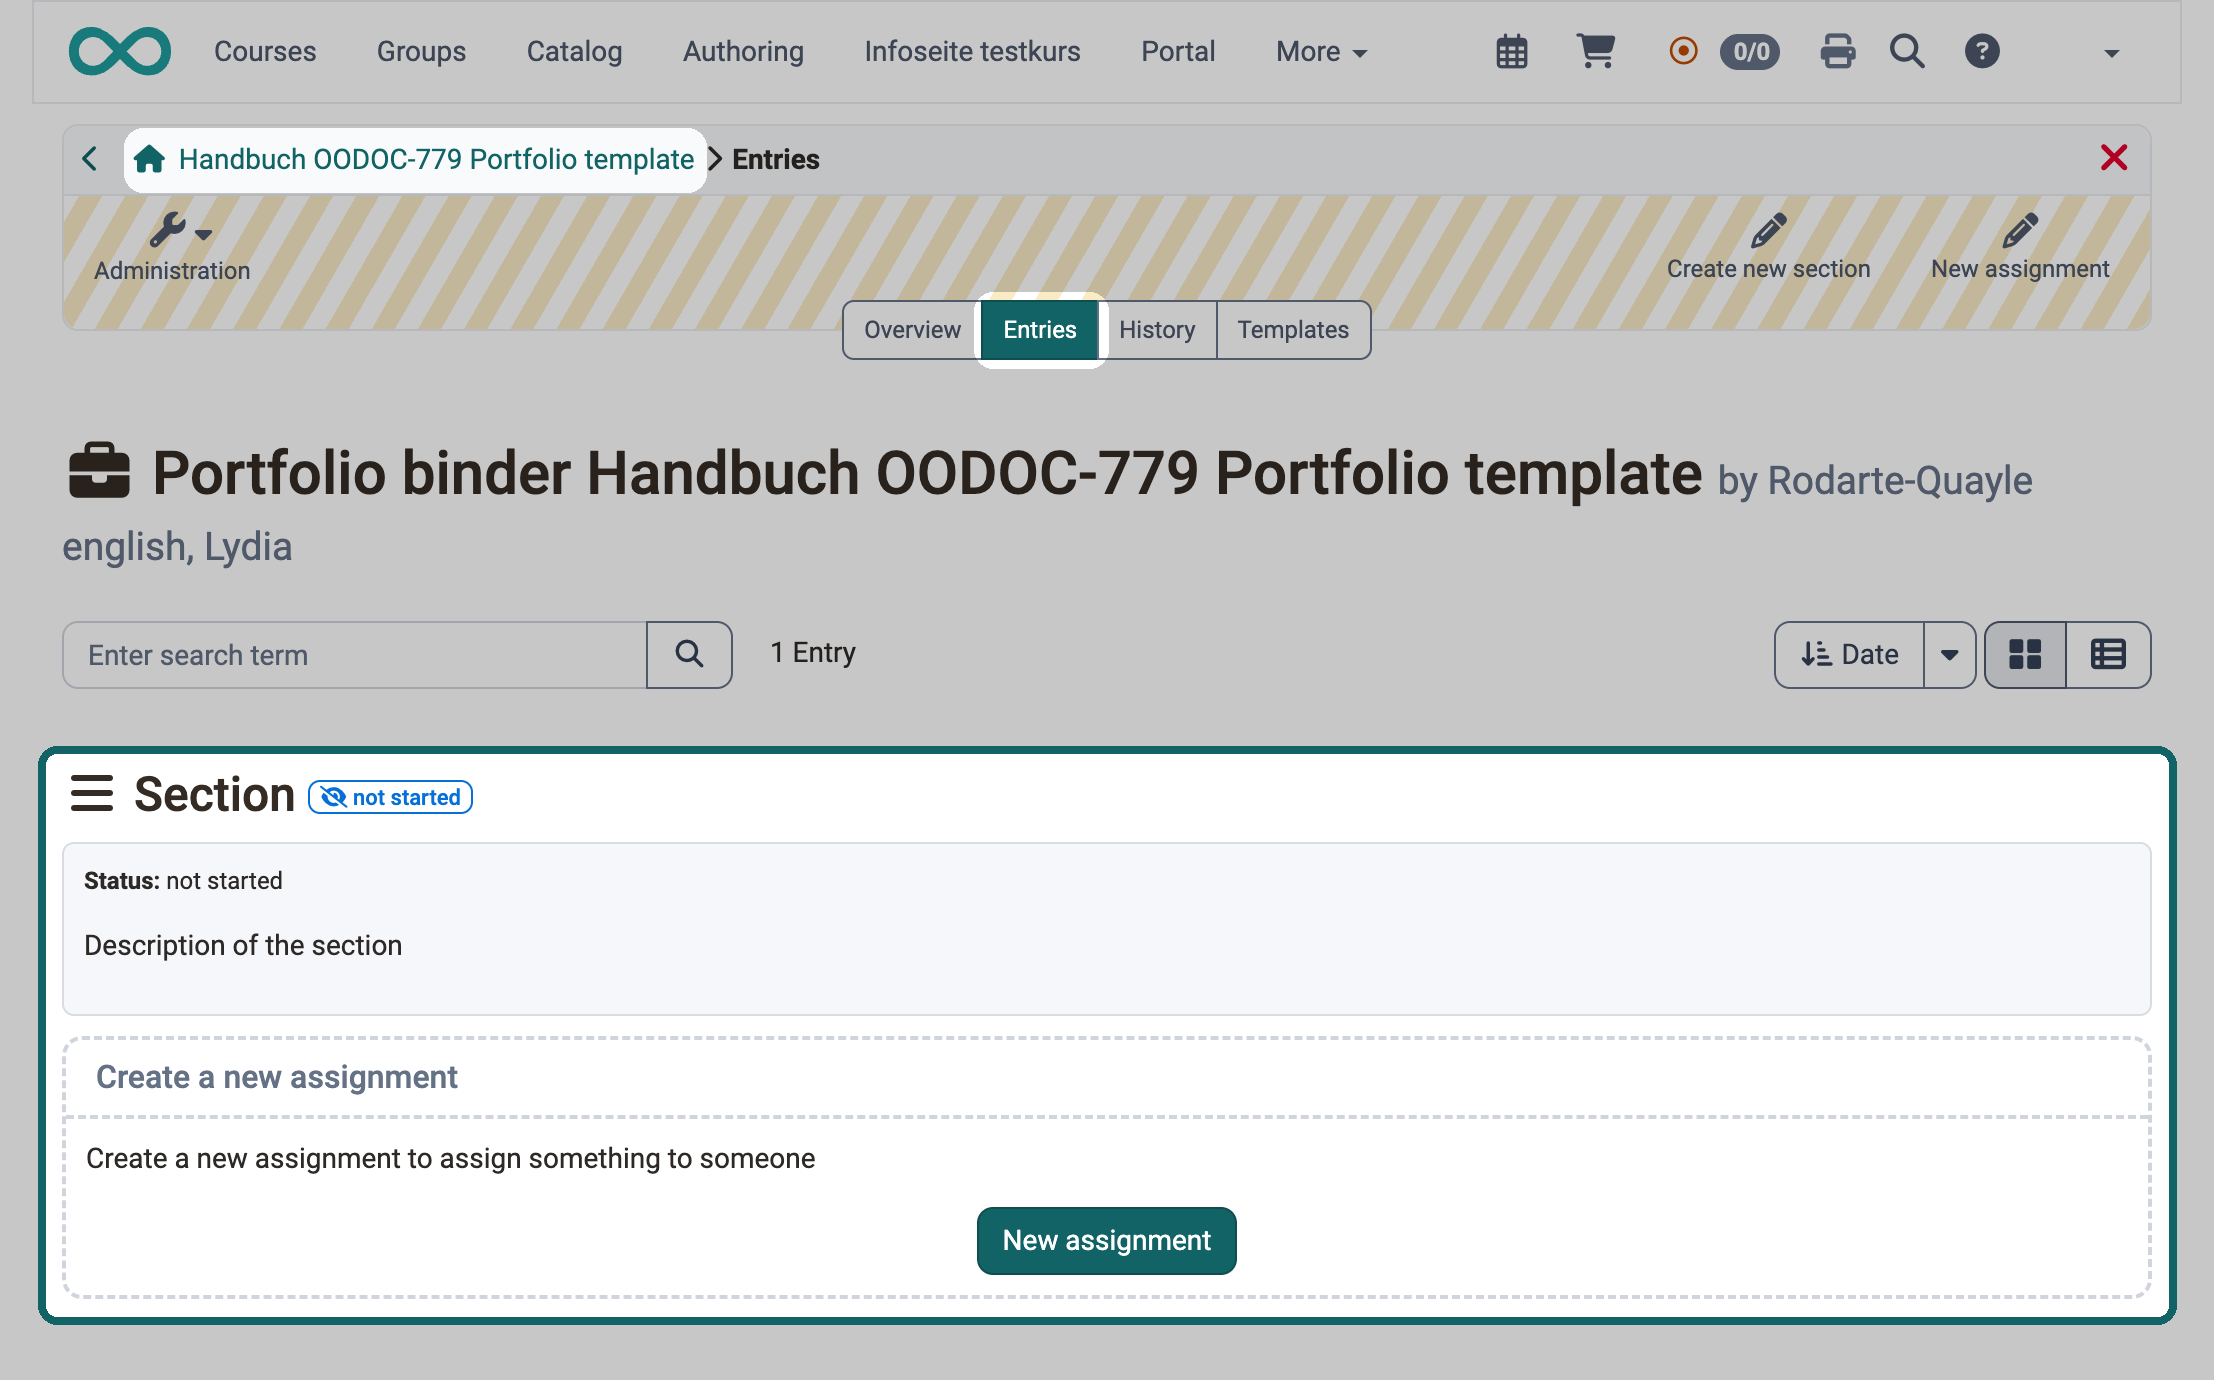 Courses Groups Catalog Authoring Infoseite testkurs Portal More 0/0 ?
Handbuch OODOC-779 Portfolio template Entries
Administration Create new section New assignment
Overview Entries History Templates
Portfolio binder Handbuch OODOC-779 Portfolio template by Rodarte-Quayle
english, Lydia
Enter search term 1 Entry Date
Section not started
Status: not started
Description of the section
Create a new assignment
Create a new assignment to assign something to someone
New assignment